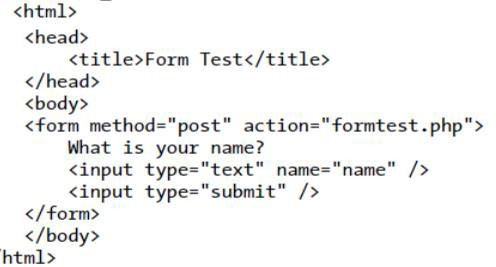 <html>
<head>
<title>Form Test</title>
</head>
<body>
<form method="post" action="formtest.php">
What is your name?
<input type="text" name="name" />
<input type="submit" />
</form>
</body>
/html>